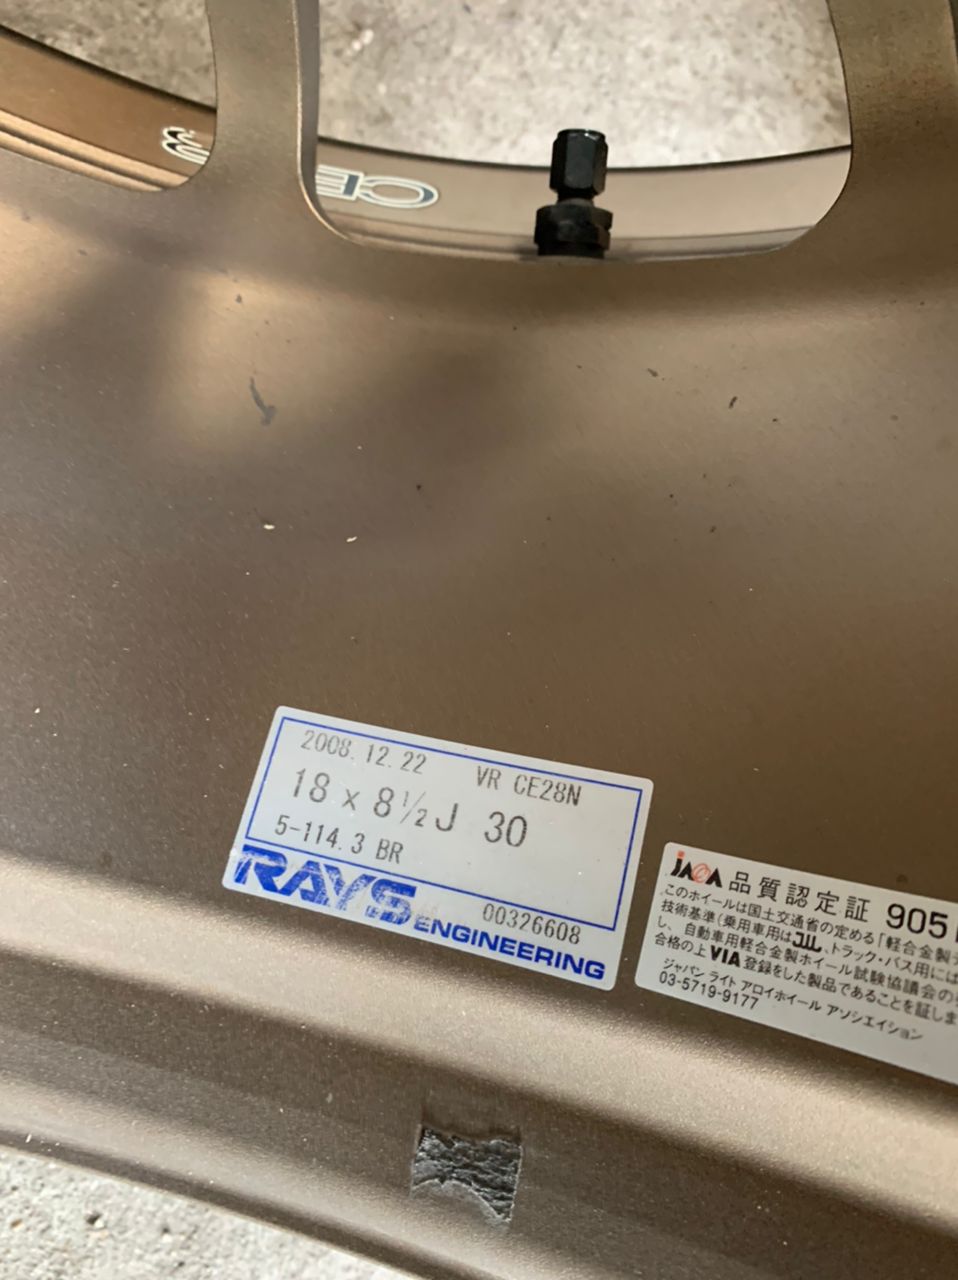 CE
2008.12.22 VR CE28N
18 x 8½J 30
5-114.3 BR
RAYS
ENGINEERING
00326608
JAWA 品質認定証 905
このホイールは国土交通省の定める「軽合金製
技術基準(乗用車用はJWL、トラック・バス用には
し、自動車用軽合金製ホイール試験協議会の
合格の上VIA登録をした製品であることを証しま
ジャパン ライト アロイホイール アソシエイション
03-5719-9177